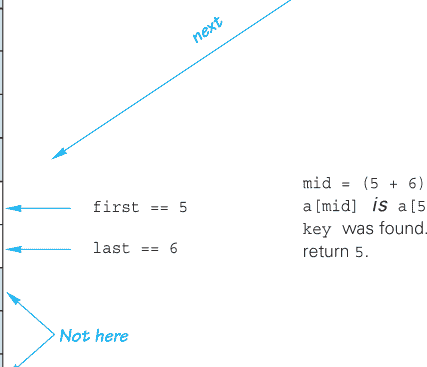 next
first == 5
last == 6
Not here
mid = (5 + 6)
a[mid] is a[5
key was found.
return 5.